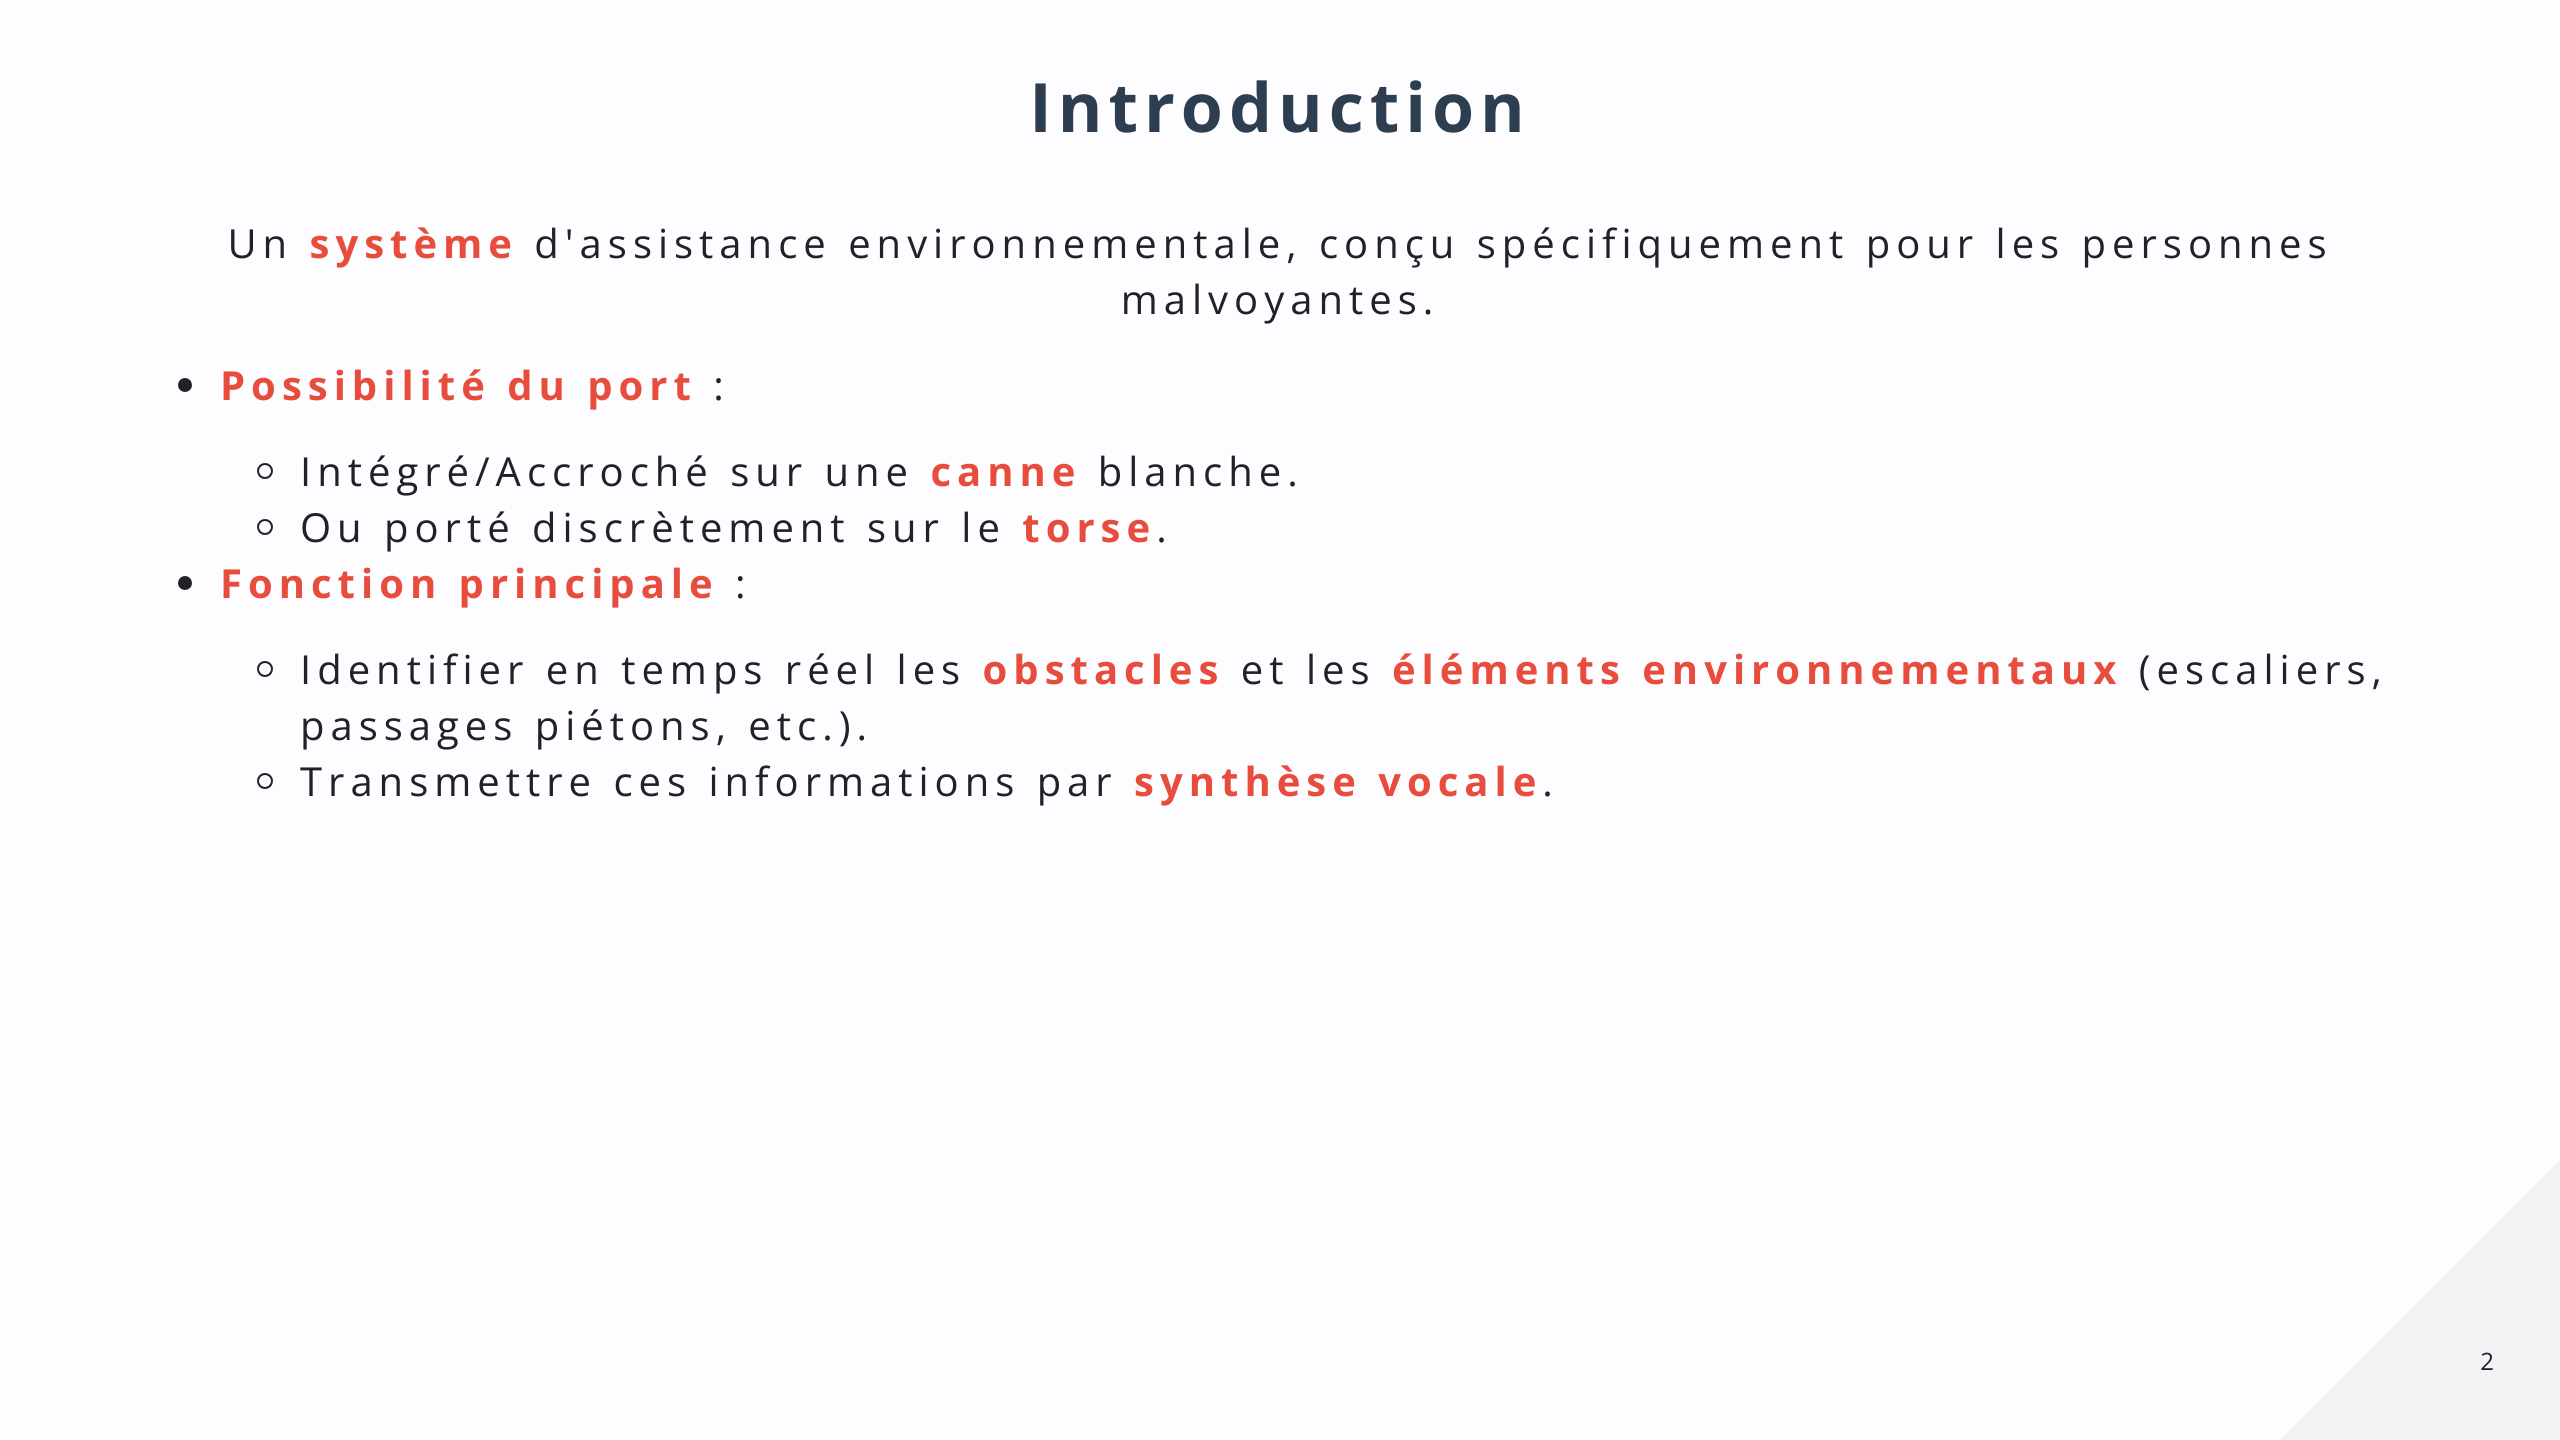 Introduction
Un système d'assistance environnementale, conçu spécifiquement pour les personnes
malvoyantes.
Possibilité du port :
Intégré/Accroché sur une canne blanche.
Ou porté discrètement sur le torse.
Fonction principale :
Identifier en temps réel les obstacles et les éléments environnementaux (escaliers,
passages piétons, etc.).
Transmettre ces informations par synthèse vocale.
2